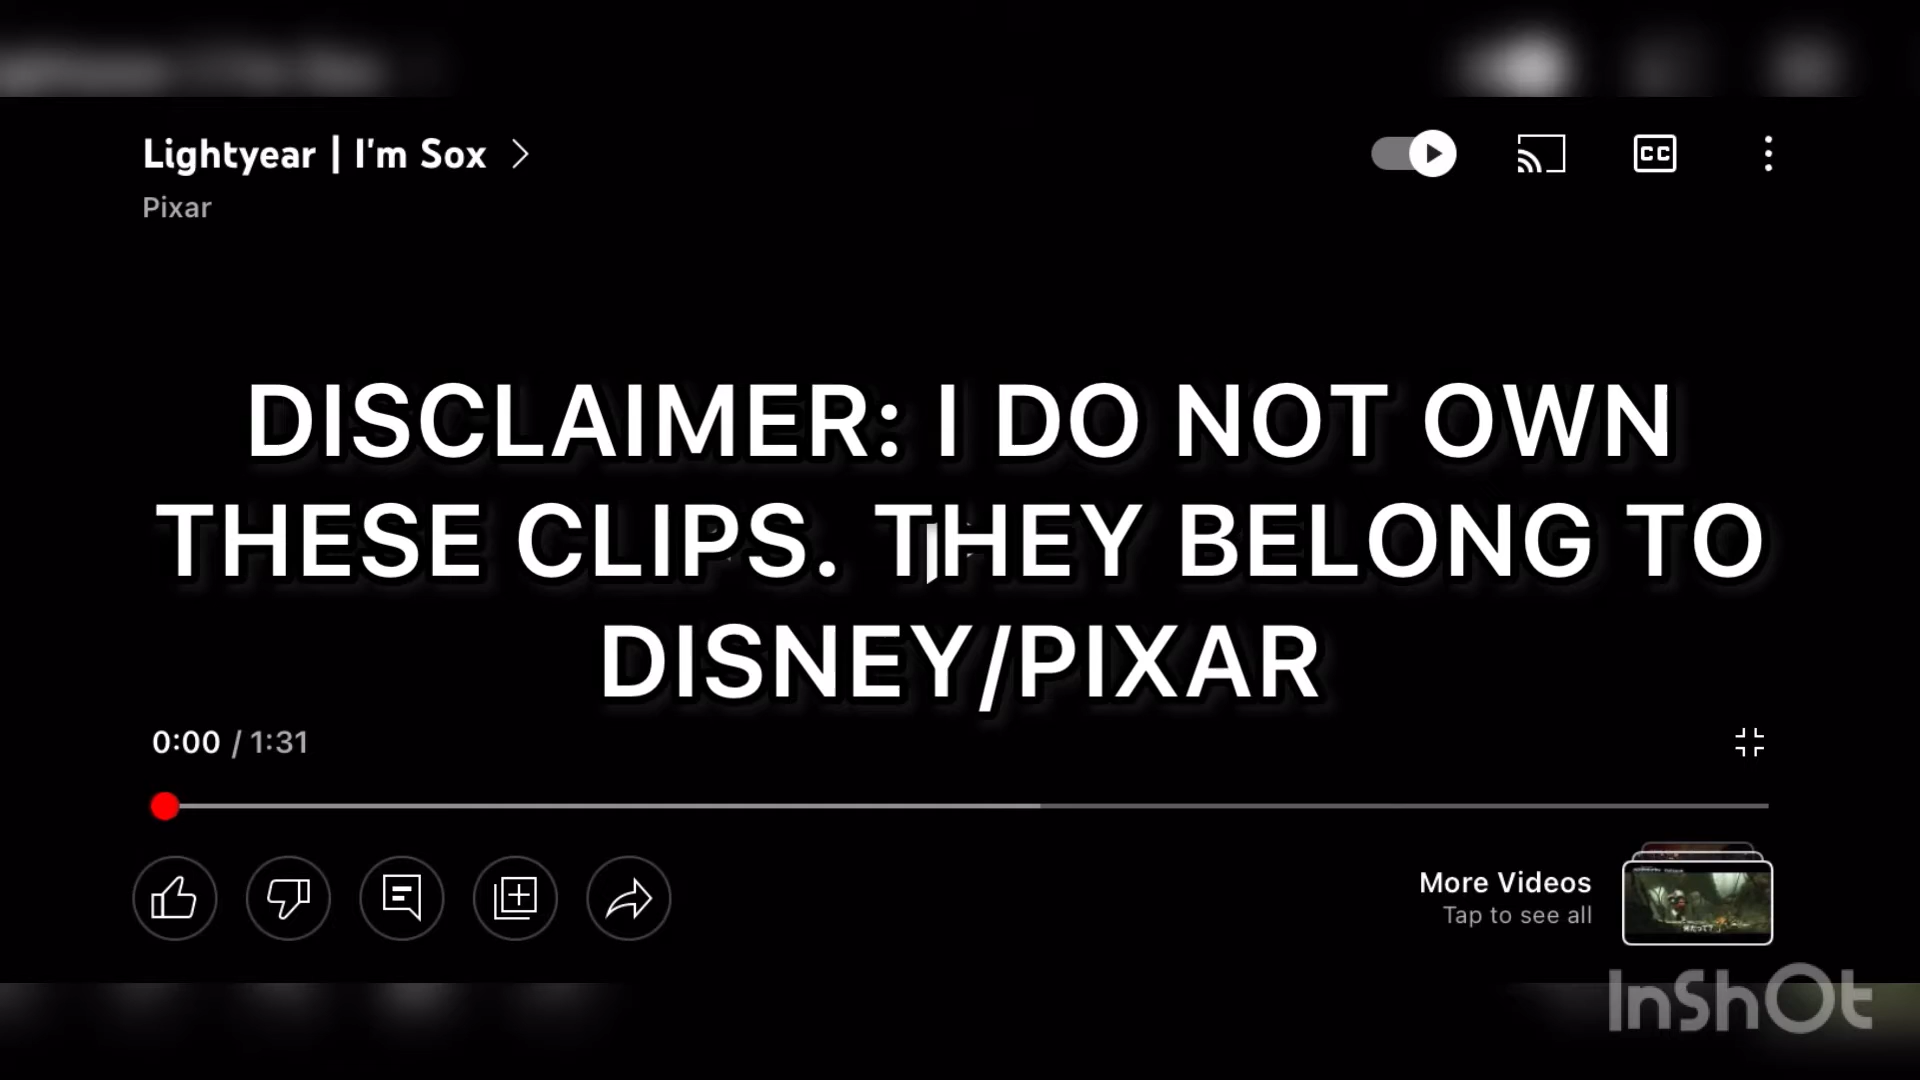 Lightyear | I'm Sox
Pixar
CC
DISCLAIMER: I DO NOT OWN
THESE CLIPS. THEY BELONG TO
DISNEY/PIXAR
0:00 / 1:31
More Videos
Tap to see all
InShOt